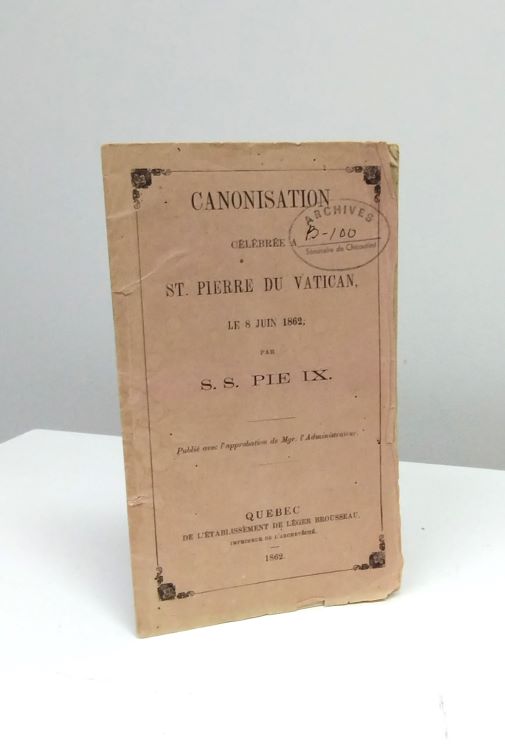 CANONISATION
ARCHIVES
B-100
Séminaire de Chicoutimi
CÉLÉBRÉE A
ST. PIERRE DU VATICAN,
LE 8 JUIN 1862;
PAR
S. S. PIE IX.
Publié avec l'approbation de Mgr. l'Administrateur.
QUEBEC
DE L'ÉTABLISSEMENT DE LÉGER BROUSSEAU,
IMPRIMEUR DE L'ARCHEVÊCHÉ.
1862.